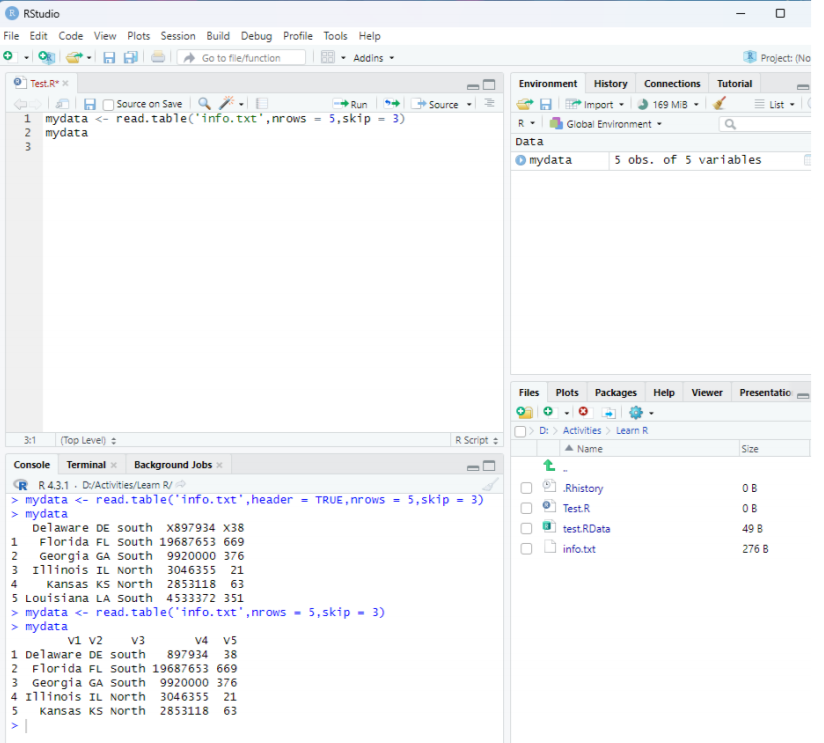 RStudio
File Edit Code View Plots Session Build Debug Profile Tools Help
Go to file/function Addins Project: (No
Test.R*
Source on Save Run Source
1 mydata <- read.table('info.txt',nrows = 5,skip = 3)
2 mydata
3
3:1 (Top Level) R Script
Console Terminal Background Jobs
R 4.3.1 · D:/Activities/Learn R/
> mydata <- read.table('info.txt',header = TRUE,nrows = 5,skip = 3)
> mydata
Delaware DE south X897934 X38
1 Florida FL South 19687653 669
2 Georgia GA South 9920000 376
3 Illinois IL North 3046355 21
4 Kansas KS North 2853118 63
5 Louisiana LA South 4533372 351
> mydata <- read.table('info.txt',nrows = 5,skip = 3)
> mydata
V1 V2 V3 V4 V5
1 Delaware DE south 897934 38
2 Florida FL South 19687653 669
3 Georgia GA South 9920000 376
4 Illinois IL North 3046355 21
5 Kansas KS North 2853118 63
>
Environment History Connections Tutorial
Import 169 MiB List
R Global Environment
Data
mydata 5 obs. of 5 variables
Files Plots Packages Help Viewer Presentatio
D: > Activities > Learn R
Name Size
..
.Rhistory 0 B
Test.R 0 B
test.RData 49 B
info.txt 276 B